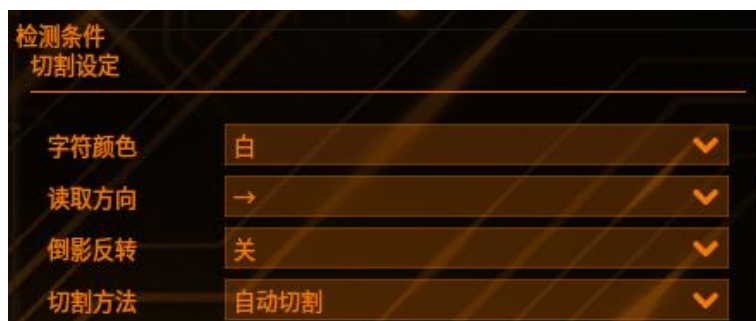 检测条件
切割设定
字符颜色 白
读取方向 →
倒影反转 关
切割方法 自动切割